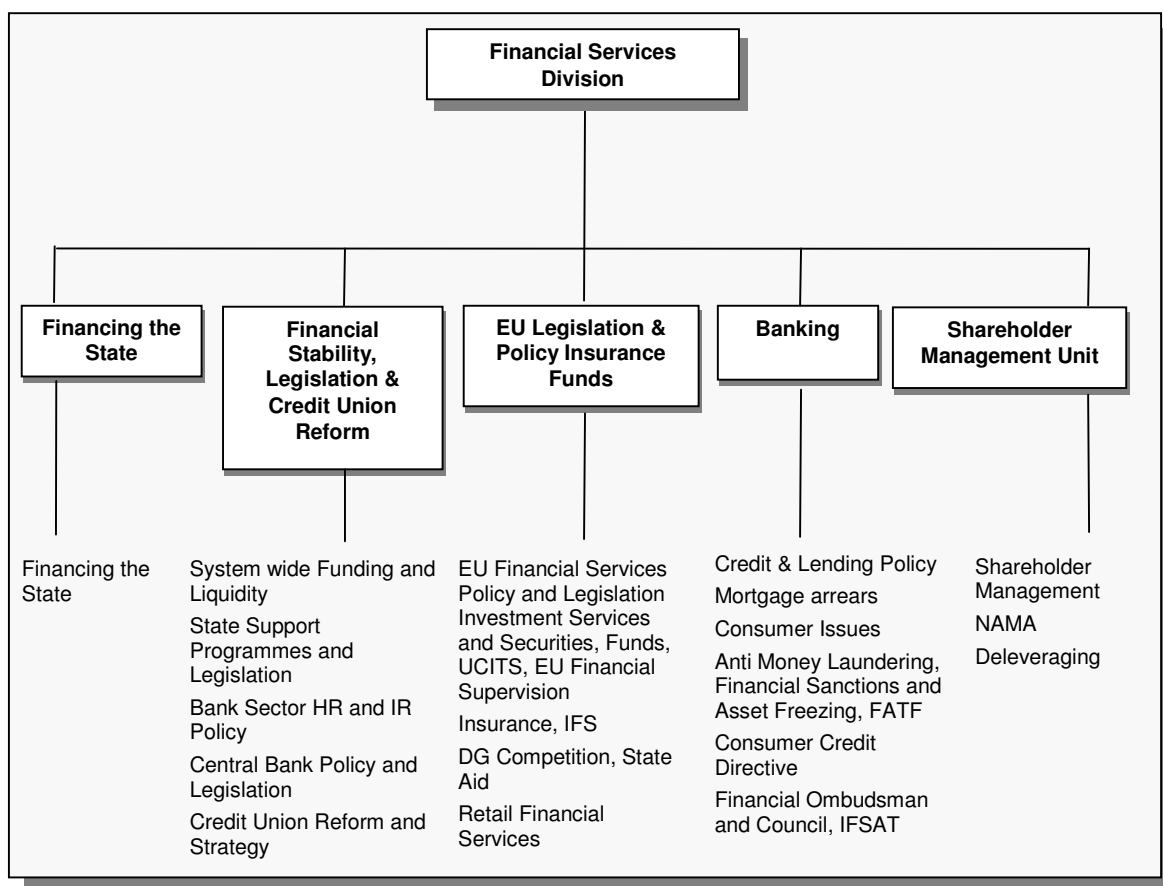 Financial Services
Division
Financing the
State
Financial
Stability,
Legislation &
Credit Union
Reform
EU Legislation &
Policy Insurance
Funds
Banking
Shareholder
Management Unit
Financing the
State
System wide Funding and
Liquidity
State Support
Programmes and
Legislation
Bank Sector HR and IR
Policy
Central Bank Policy and
Legislation
Credit Union Reform and
Strategy
EU Financial Services
Policy and Legislation
Investment Services
and Securities, Funds,
UCITS, EU Financial
Supervision
Insurance, IFS
DG Competition, State
Aid
Retail Financial
Services
Credit & Lending Policy
Mortgage arrears
Consumer Issues
Anti Money Laundering,
Financial Sanctions and
Asset Freezing, FATF
Consumer Credit
Directive
Financial Ombudsman
and Council, IFSAT
Shareholder
Management
NAMA
Deleveraging